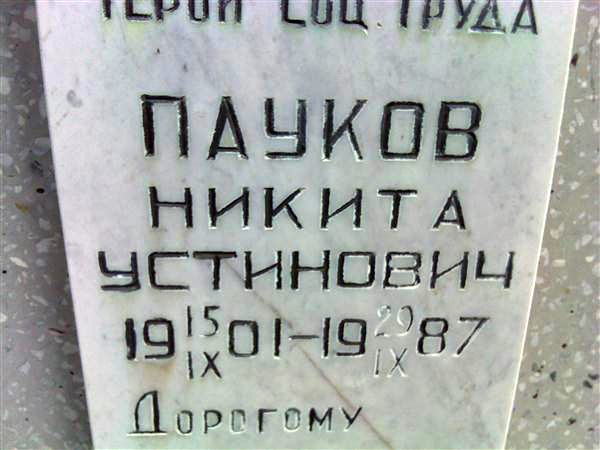 ГЕРОЙ СОЦ ТРУДА
ПАУКОВ
НИКИТА
УСТИНОВИЧ
19 15 IX 01-19 29 IX 87
ДОРОГОМУ